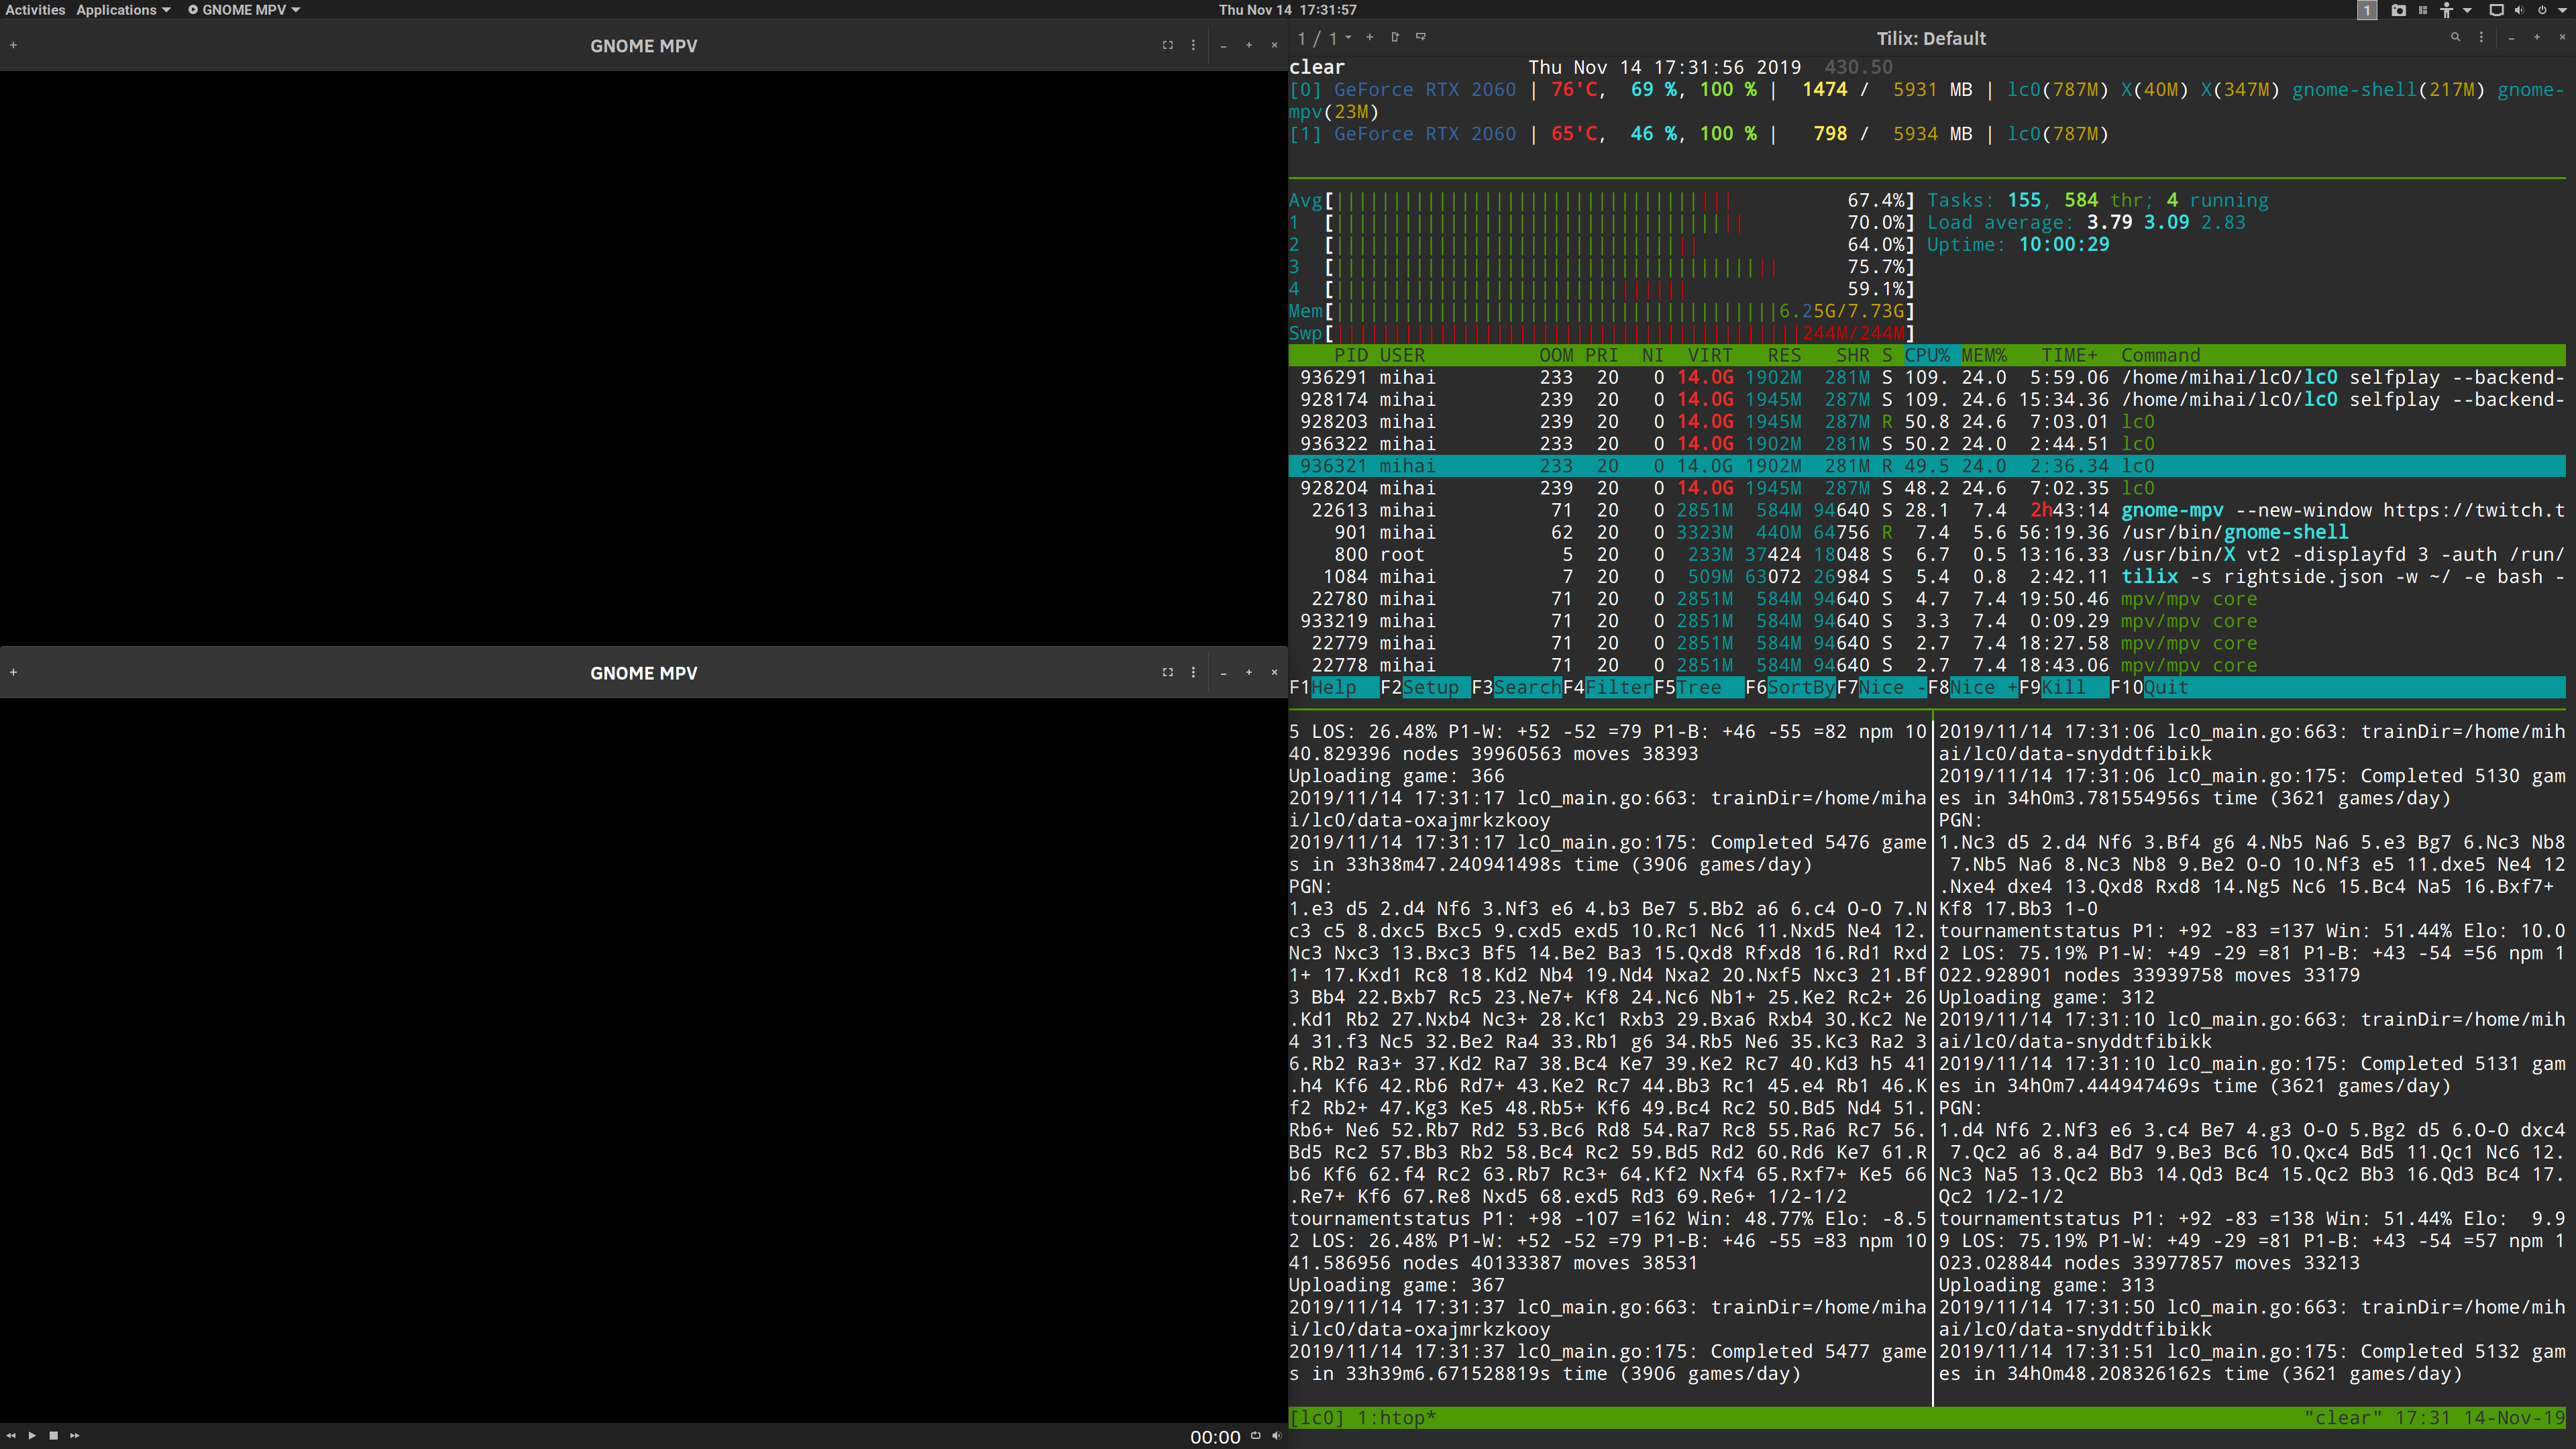 Activities Applications GNOME MPV Thu Nov 14 17:31:57 1
GNOME MPV
GNOME MPV
00:00
1 / 1 Tilix: Default
clear Thu Nov 14 17:31:56 2019 430.50
[0] GeForce RTX 2060 | 76'C, 69 %, 100 % | 1474 / 5931 MB | lc0(787M) X(40M) X(347M) gnome-shell(217M) gnome-
mpv(23M)
[1] GeForce RTX 2060 | 65'C, 46 %, 100 % | 798 / 5934 MB | lc0(787M)
Avg[|||||||||||||||||||||||||||||||||||| 67.4%] Tasks: 155, 584 thr; 4 running
1 [||||||||||||||||||||||||||||||||||||| 70.0%] Load average: 3.79 3.09 2.83
2 [||||||||||||||||||||||||||||||||| 64.0%] Uptime: 10:00:29
3 [|||||||||||||||||||||||||||||||||||||||| 75.7%]
4 [|||||||||||||||||||||||||||||||| 59.1%]
Mem[||||||||||||||||||||||||||||||||||||||||6.25G/7.73G]
Swp[||||||||||||||||||||||||||||||||||||||||||244M/244M]
PID USER OOM PRI NI VIRT RES SHR S CPU% MEM% TIME+ Command
936291 mihai 233 20 0 14.0G 1902M 281M S 109. 24.0 5:59.06 /home/mihai/lc0/lc0 selfplay --backend-
928174 mihai 239 20 0 14.0G 1945M 287M S 109. 24.6 15:34.36 /home/mihai/lc0/lc0 selfplay --backend-
928203 mihai 239 20 0 14.0G 1945M 287M R 50.8 24.6 7:03.01 lc0
936322 mihai 233 20 0 14.0G 1902M 281M S 50.2 24.0 2:44.51 lc0
936321 mihai 233 20 0 14.0G 1902M 281M R 49.5 24.0 2:36.34 lc0
928204 mihai 239 20 0 14.0G 1945M 287M S 48.2 24.6 7:02.35 lc0
22613 mihai 71 20 0 2851M 584M 94640 S 28.1 7.4 2h43:14 gnome-mpv --new-window https://twitch.t
901 mihai 62 20 0 3323M 440M 64756 R 7.4 5.6 56:19.36 /usr/bin/gnome-shell
800 root 5 20 0 233M 37424 18048 S 6.7 0.5 13:16.33 /usr/bin/X vt2 -displayfd 3 -auth /run/
1084 mihai 7 20 0 509M 63072 26984 S 5.4 0.8 2:42.11 tilix -s rightside.json -w ~/ -e bash -
22780 mihai 71 20 0 2851M 584M 94640 S 4.7 7.4 19:50.46 mpv/mpv core
933219 mihai 71 20 0 2851M 584M 94640 S 3.3 7.4 0:09.29 mpv/mpv core
22779 mihai 71 20 0 2851M 584M 94640 S 2.7 7.4 18:27.58 mpv/mpv core
22778 mihai 71 20 0 2851M 584M 94640 S 2.7 7.4 18:43.06 mpv/mpv core
F1Help F2Setup F3SearchF4FilterF5Tree F6SortByF7Nice -F8Nice +F9Kill F10Quit
5 LOS: 26.48% P1-W: +52 -52 =79 P1-B: +46 -55 =82 npm 10
40.829396 nodes 39960563 moves 38393
Uploading game: 366
2019/11/14 17:31:17 lc0_main.go:663: trainDir=/home/miha
i/lc0/data-oxajmrkzkooy
2019/11/14 17:31:17 lc0_main.go:175: Completed 5476 game
s in 33h38m47.240941498s time (3906 games/day)
PGN:
1.e3 d5 2.d4 Nf6 3.Nf3 e6 4.b3 Be7 5.Bb2 a6 6.c4 O-O 7.N
c3 c5 8.dxc5 Bxc5 9.cxd5 exd5 10.Rc1 Nc6 11.Nxd5 Ne4 12.
Nc3 Nxc3 13.Bxc3 Bf5 14.Be2 Ba3 15.Qxd8 Rfxd8 16.Rd1 Rxd
1+ 17.Kxd1 Rc8 18.Kd2 Nb4 19.Nd4 Nxa2 20.Nxf5 Nxc3 21.Bf
3 Bb4 22.Bxb7 Rc5 23.Ne7+ Kf8 24.Nc6 Nb1+ 25.Ke2 Rc2+ 26
.Kd1 Rb2 27.Nxb4 Nc3+ 28.Kc1 Rxb3 29.Bxa6 Rxb4 30.Kc2 Ne
4 31.f3 Nc5 32.Be2 Ra4 33.Rb1 g6 34.Rb5 Ne6 35.Kc3 Ra2 3
6.Rb2 Ra3+ 37.Kd2 Ra7 38.Bc4 Ke7 39.Ke2 Rc7 40.Kd3 h5 41
.h4 Kf6 42.Rb6 Rd7+ 43.Ke2 Rc7 44.Bb3 Rc1 45.e4 Rb1 46.K
f2 Rb2+ 47.Kg3 Ke5 48.Rb5+ Kf6 49.Bc4 Rc2 50.Bd5 Nd4 51.
Rb6+ Ne6 52.Rb7 Rd2 53.Bc6 Rd8 54.Ra7 Rc8 55.Ra6 Rc7 56.
Bd5 Rc2 57.Bb3 Rb2 58.Bc4 Rc2 59.Bd5 Rd2 60.Rd6 Ke7 61.R
b6 Kf6 62.f4 Rc2 63.Rb7 Rc3+ 64.Kf2 Nxf4 65.Rxf7+ Ke5 66
.Re7+ Kf6 67.Re8 Nxd5 68.exd5 Rd3 69.Re6+ 1/2-1/2
tournamentstatus P1: +98 -107 =162 Win: 48.77% Elo: -8.5
2 LOS: 26.48% P1-W: +52 -52 =79 P1-B: +46 -55 =83 npm 10
41.586956 nodes 40133387 moves 38531
Uploading game: 367
2019/11/14 17:31:37 lc0_main.go:663: trainDir=/home/miha
i/lc0/data-oxajmrkzkooy
2019/11/14 17:31:37 lc0_main.go:175: Completed 5477 game
s in 33h39m6.671528819s time (3906 games/day)
2019/11/14 17:31:06 lc0_main.go:663: trainDir=/home/mih
ai/lc0/data-snyddtfibikk
2019/11/14 17:31:06 lc0_main.go:175: Completed 5130 gam
es in 34h0m3.781554956s time (3621 games/day)
PGN:
1.Nc3 d5 2.d4 Nf6 3.Bf4 g6 4.Nb5 Na6 5.e3 Bg7 6.Nc3 Nb8
7.Nb5 Na6 8.Nc3 Nb8 9.Be2 O-O 10.Nf3 e5 11.dxe5 Ne4 12
.Nxe4 dxe4 13.Qxd8 Rxd8 14.Ng5 Nc6 15.Bc4 Na5 16.Bxf7+
Kf8 17.Bb3 1-0
tournamentstatus P1: +92 -83 =137 Win: 51.44% Elo: 10.0
2 LOS: 75.19% P1-W: +49 -29 =81 P1-B: +43 -54 =56 npm 1
022.928901 nodes 33939758 moves 33179
Uploading game: 312
2019/11/14 17:31:10 lc0_main.go:663: trainDir=/home/mih
ai/lc0/data-snyddtfibikk
2019/11/14 17:31:10 lc0_main.go:175: Completed 5131 gam
es in 34h0m7.444947469s time (3621 games/day)
PGN:
1.d4 Nf6 2.Nf3 e6 3.c4 Be7 4.g3 O-O 5.Bg2 d5 6.O-O dxc4
7.Qc2 a6 8.a4 Bd7 9.Be3 Bc6 10.Qxc4 Bd5 11.Qc1 Nc6 12.
Nc3 Na5 13.Qc2 Bb3 14.Qd3 Bc4 15.Qc2 Bb3 16.Qd3 Bc4 17.
Qc2 1/2-1/2
tournamentstatus P1: +92 -83 =138 Win: 51.44% Elo: 9.9
9 LOS: 75.19% P1-W: +49 -29 =81 P1-B: +43 -54 =57 npm 1
023.028844 nodes 33977857 moves 33213
Uploading game: 313
2019/11/14 17:31:50 lc0_main.go:663: trainDir=/home/mih
ai/lc0/data-snyddtfibikk
2019/11/14 17:31:51 lc0_main.go:175: Completed 5132 gam
es in 34h0m48.208326162s time (3621 games/day)
[lc0] 1:htop* "clear" 17:31 14-Nov-19